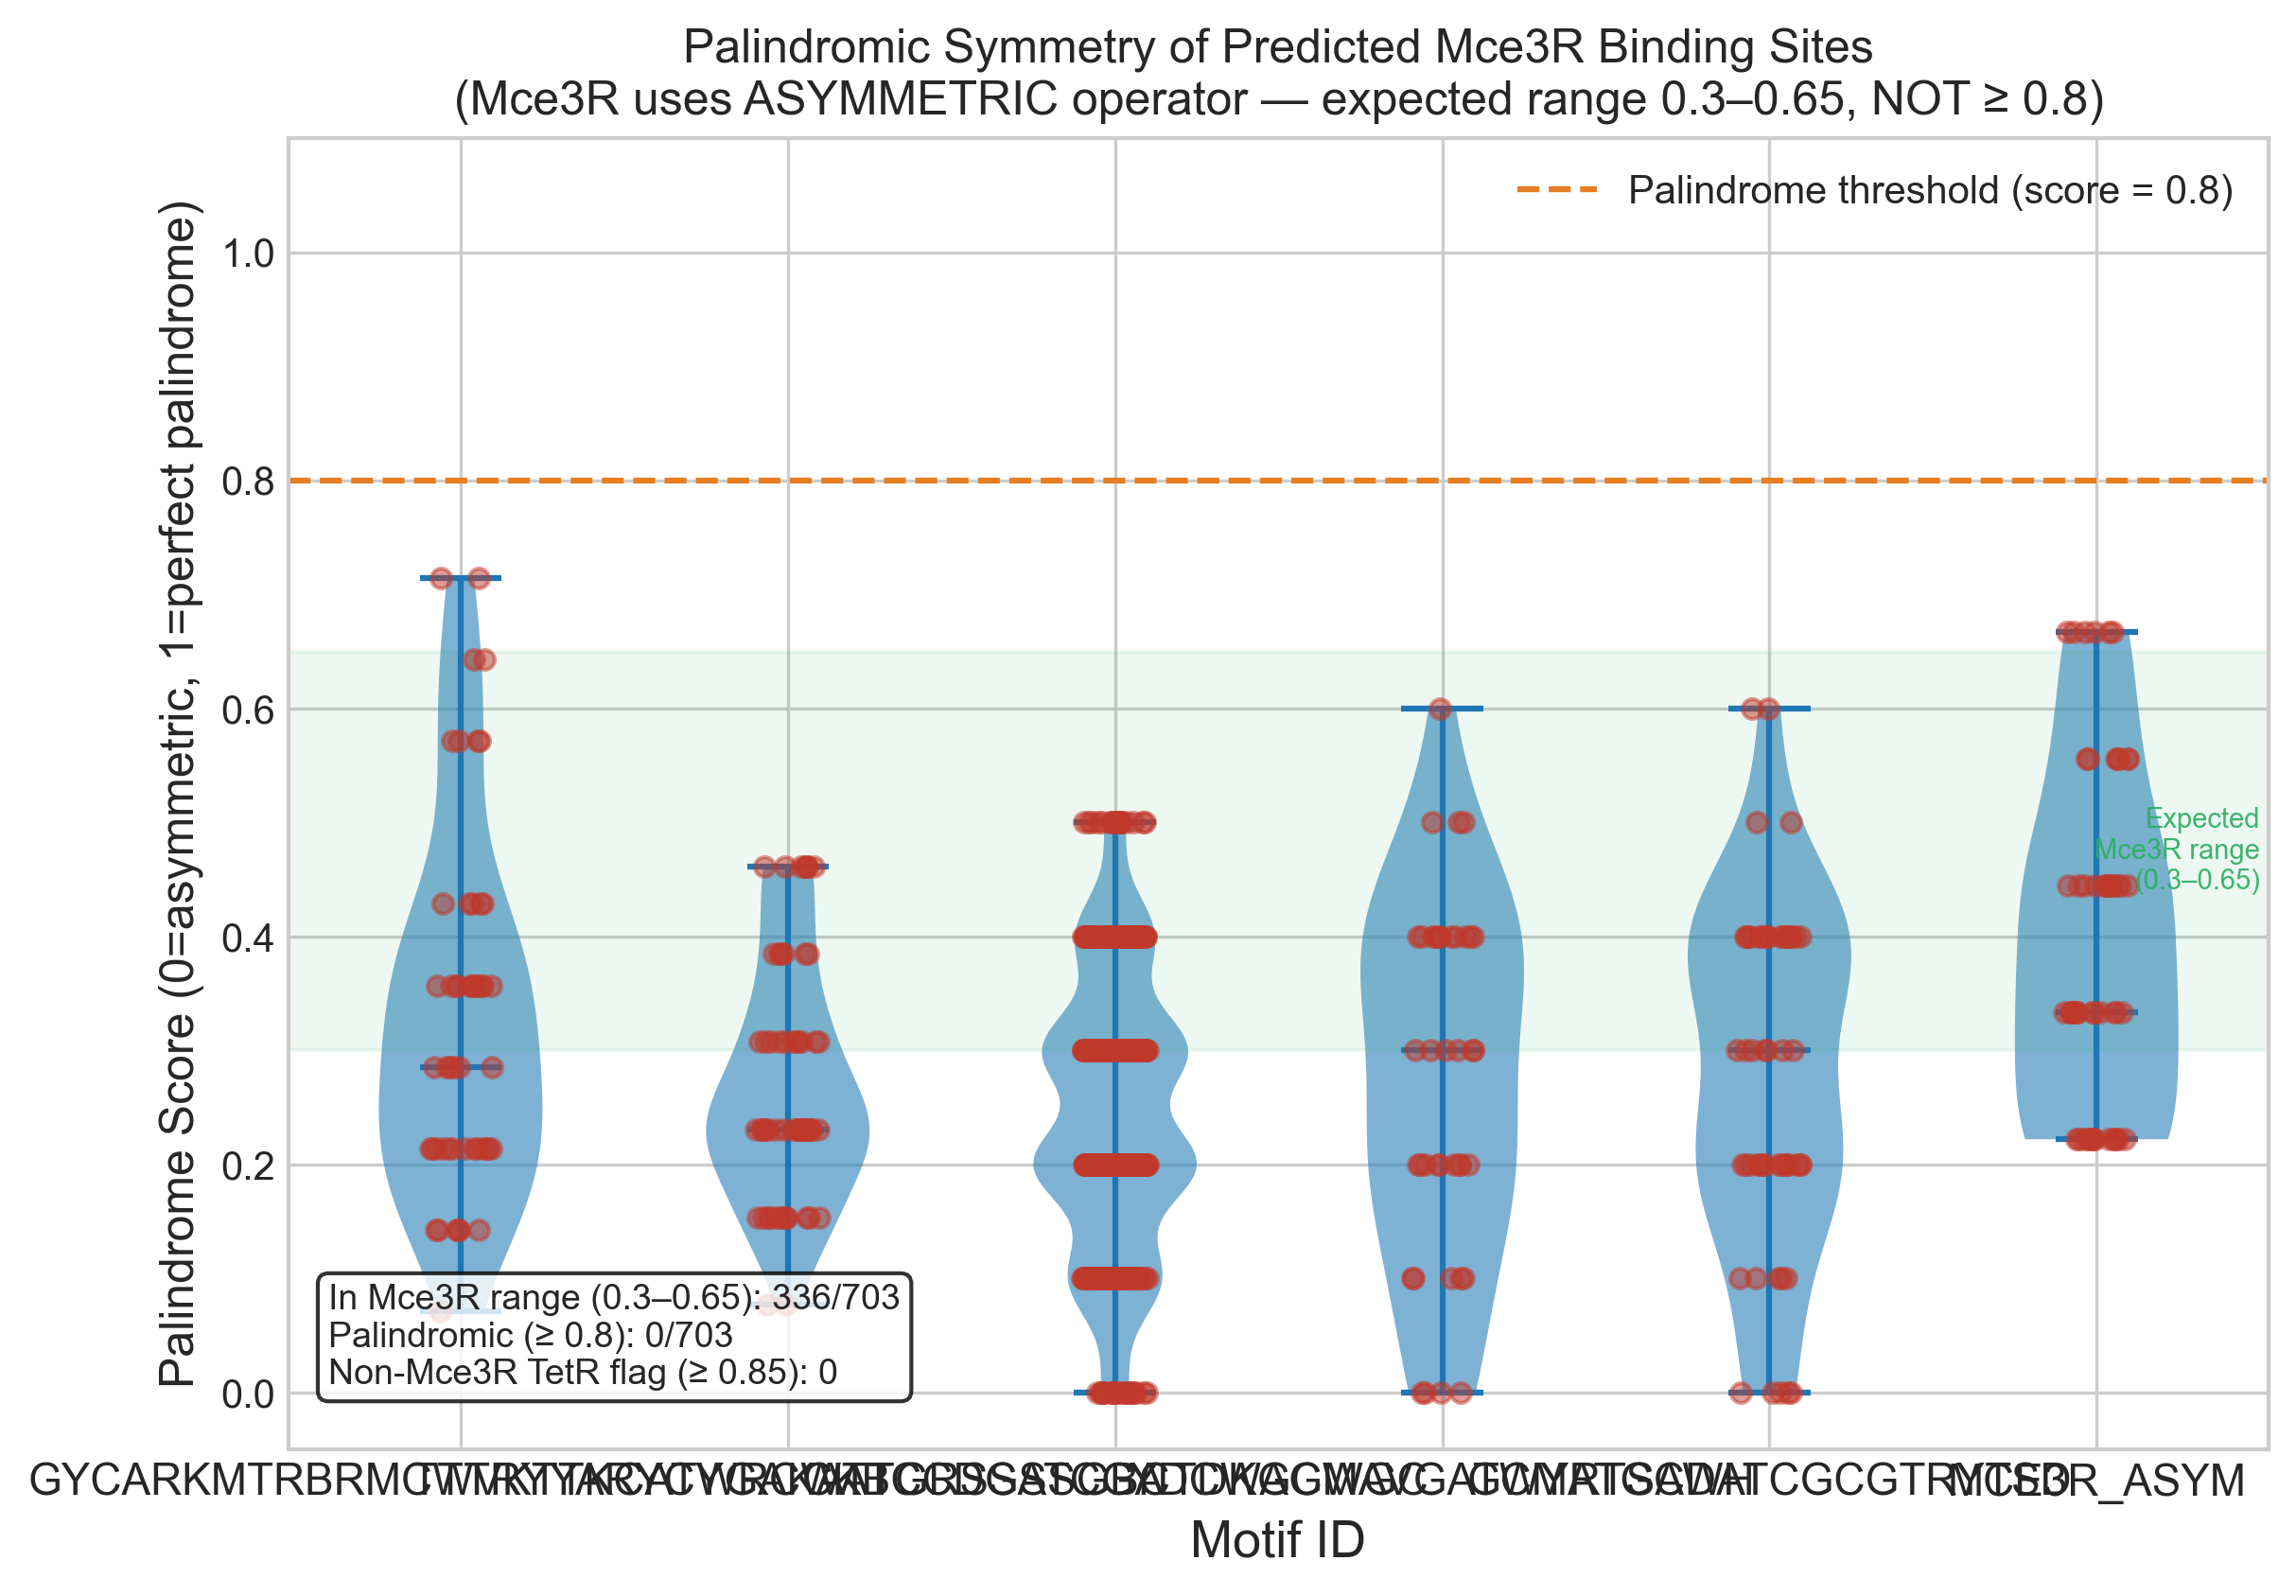 Palindromic Symmetry of Predicted Mce3R Binding Sites
(Mce3R uses ASYMMETRIC operator — expected range 0.3–0.65, NOT ≥ 0.8)
Palindrome threshold (score = 0.8)
Palindrome Score (0=asymmetric, 1=perfect palindrome)
1.0
0.8
0.6
0.4
0.2
0.0
Expected
Mce3R range
(0.3–0.65)
In Mce3R range (0.3–0.65): 336/703
Palindromic (≥ 0.8): 0/703
Non-Mce3R TetR flag (≥ 0.85): 0
MCE3R_ASYM
Motif ID